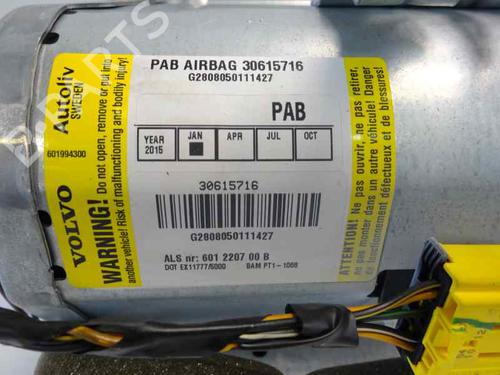 PAB AIRBAG 30615716
G2808050111427
PAB
YEAR 2015 JAN APR JUL OCT
30615716
G2808050111427
ALS nr: 601 2207 00 B
DOT EX11777/5000 BAM PT1-1088
Autoliv
SWEDEN
601994300
VOLVO
WARNING! Do not open, remove or put into
another vehicle! Risk of malfunctioning and bodily injury!
ATTENTION! Ne pas ouvrir, ne pas retirer,
ne pas monter dans un autre véhicule! Danger
de fonctionnement défectueux et de blessures!
B-PARTS